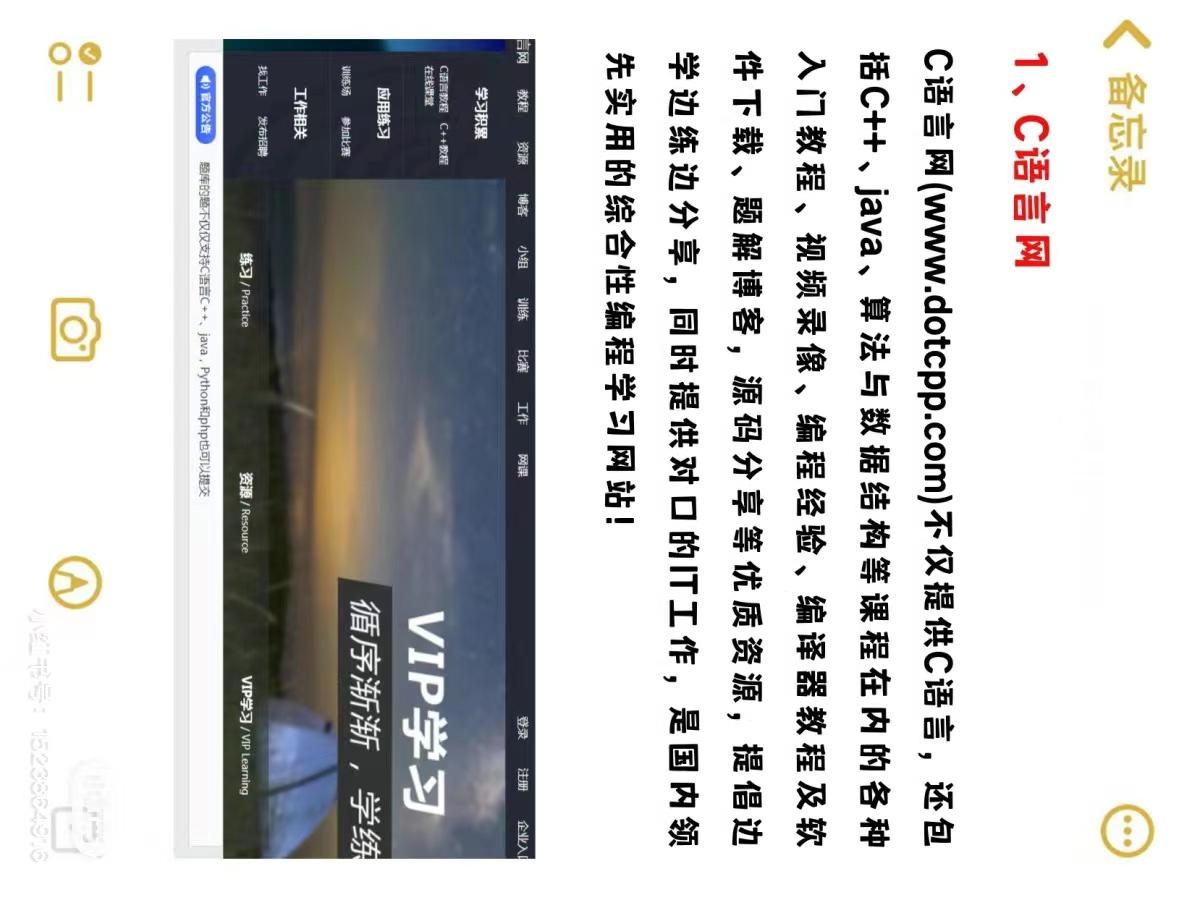 备忘录
1、C语言网
C语言网(www.dotcpp.com)不仅提供C语言，还包
括C++、java、算法与数据结构等课程在内的各种
入门教程、视频录像、编程经验、编译器教程及软
件下载、题解博客，源码分享等优质资源，提倡边
学边练边分享，同时提供对口的IT工作，是国内领
先实用的综合性编程学习网站！
言网 教程 资源 博客 小组 训练 比赛 工作 网课 登录 注册 企业入口
学习积累
C语言教程 C++教程
在线课堂
应用练习
训练场 参加比赛
工作相关
找工作 发布招聘
VIP学习
循序渐渐，学练
练习 / Practice 资源 / Resource VIP学习 / VIP Learning
官方公告 题库的题不仅仅支持C语言C++、java，Python和php也可以提交
小红书号：1523864916